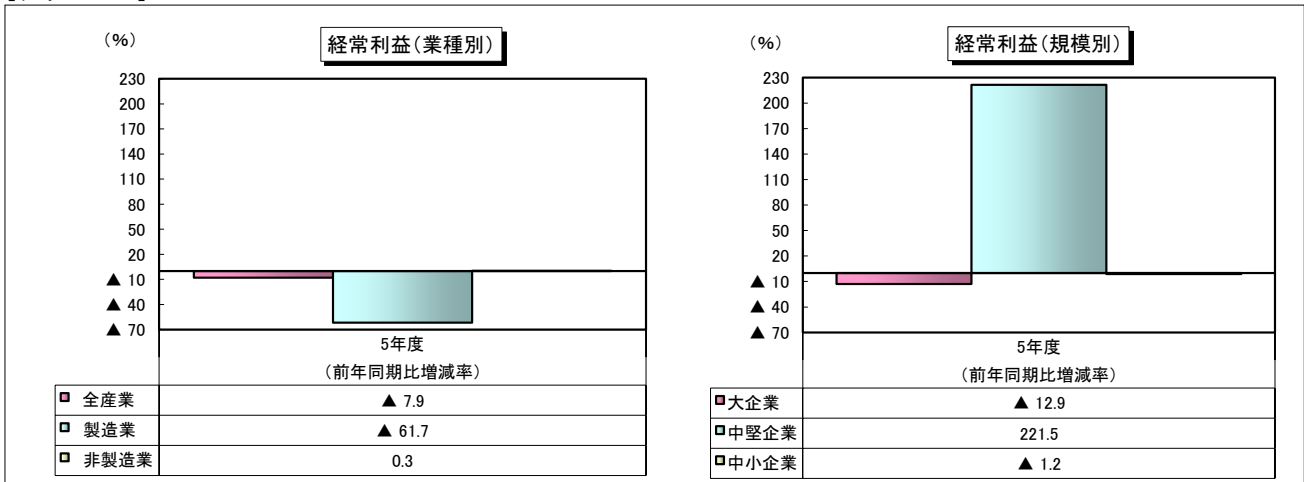 (%)
経常利益(業種別)
230
200
170
140
110
80
50
20
▲ 10
▲ 40
▲ 70
5年度
(前年同期比増減率)
全産業 ▲ 7.9
製造業 ▲ 61.7
非製造業 0.3
(%)
経常利益(規模別)
230
200
170
140
110
80
50
20
▲ 10
▲ 40
▲ 70
5年度
(前年同期比増減率)
大企業 ▲ 12.9
中堅企業 221.5
中小企業 ▲ 1.2